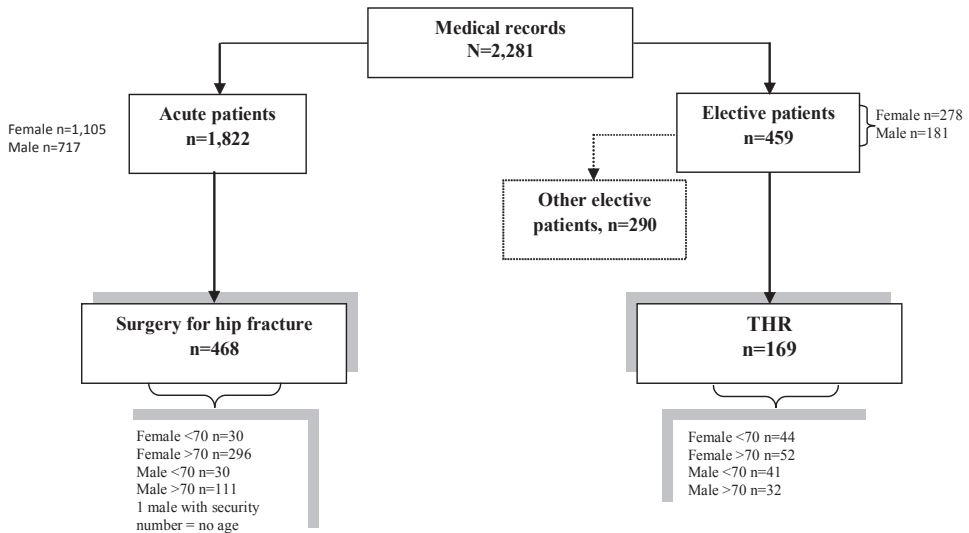 Medical records
N=2,281
Acute patients
n=1,822
Female n=1,105
Male n=717
Elective patients
n=459
Female n=278
Male n=181
Other elective
patients, n=290
Surgery for hip fracture
n=468
THR
n=169
Female <70 n=30
Female >70 n=296
Male <70 n=30
Male >70 n=111
1 male with security
number = no age
Female <70 n=44
Female >70 n=52
Male <70 n=41
Male >70 n=32